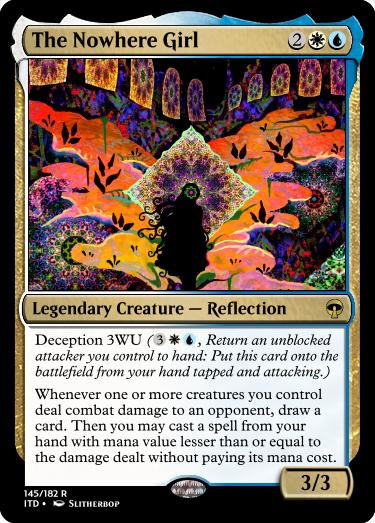 The Nowhere Girl 2
Legendary Creature — Reflection
Deception 3WU (3, Return an unblocked
attacker you control to hand: Put this card onto the
battlefield from your hand tapped and attacking.)
Whenever one or more creatures you control
deal combat damage to an opponent, draw a
card. Then you may cast a spell from your
hand with mana value lesser than or equal to
the damage dealt without paying its mana cost.
3/3
145/182 R
ITD • Slitherbop